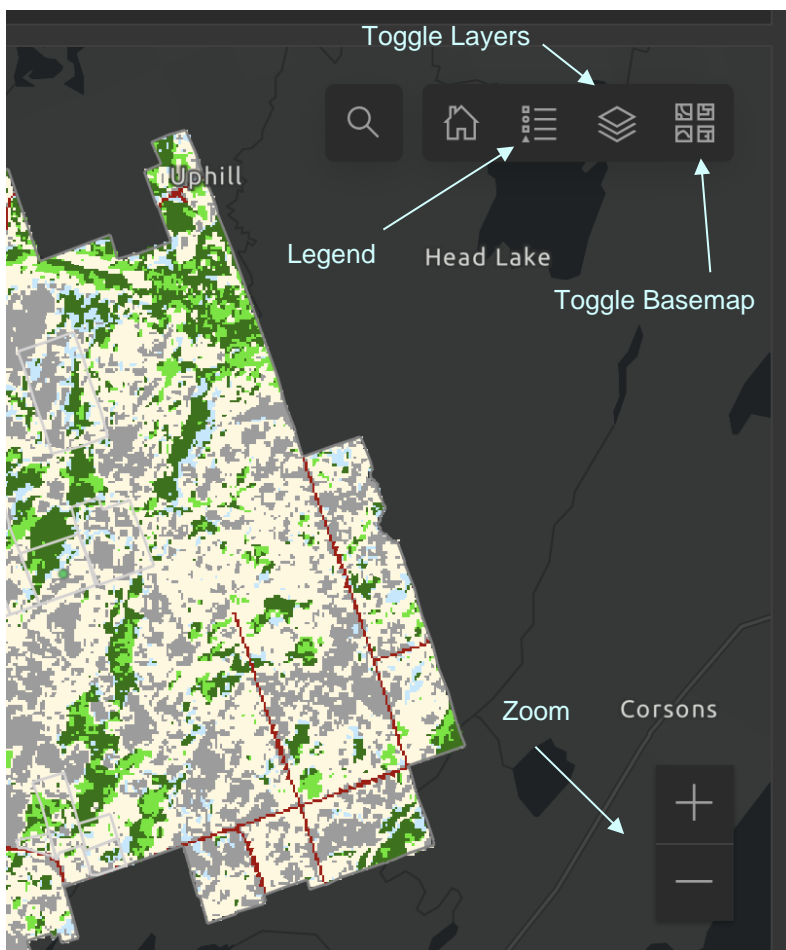 Toggle Layers
Uphill
Legend
Head Lake
Toggle Basemap
Zoom
Corsons